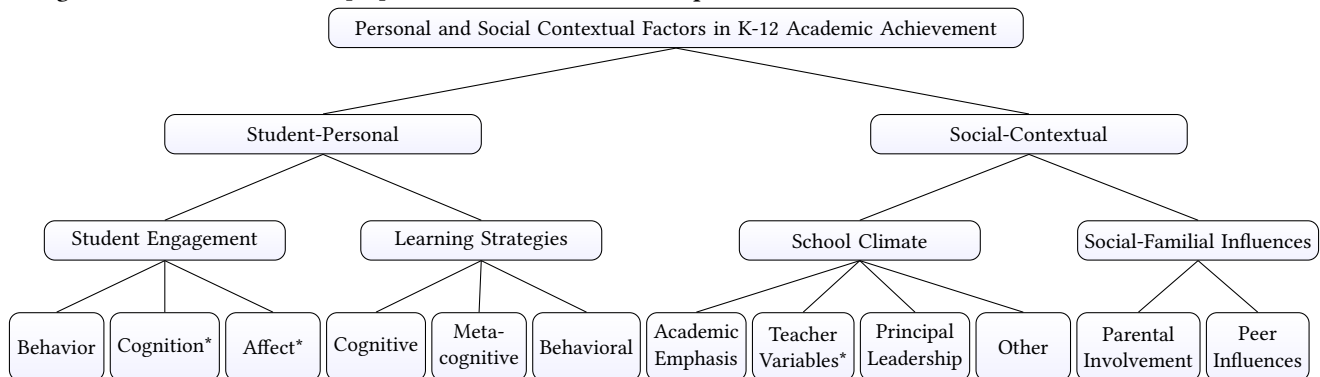 Personal and Social Contextual Factors in K-12 Academic Achievement
Student-Personal
Social-Contextual
Student Engagement
Learning Strategies
School Climate
Social-Familial Influences
Behavior
Cognition*
Affect*
Cognitive
Meta-
cognitive
Behavioral
Academic
Emphasis
Teacher
Variables*
Principal
Leadership
Other
Parental
Involvement
Peer
Influences